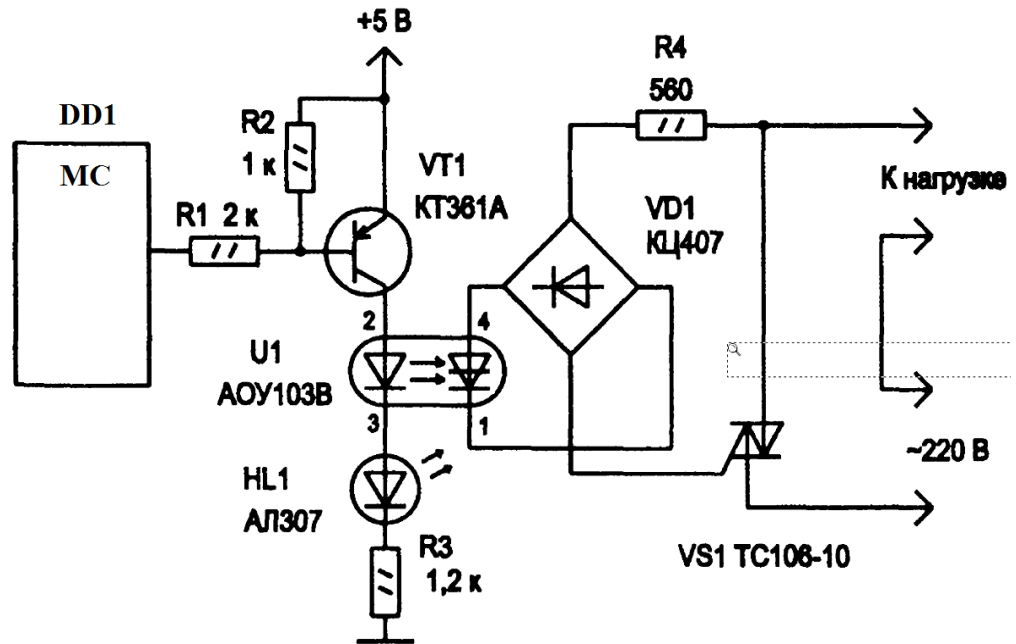 +5 В
R4
560
DD1
МС
R2
1 к
VT1
КТ361А
К нагрузке
R1 2 к
VD1
КЦ407
2
4
U1
АОУ103В
3
1
~220 В
HL1
АЛ307
R3
1,2 к
VS1 ТС106-10